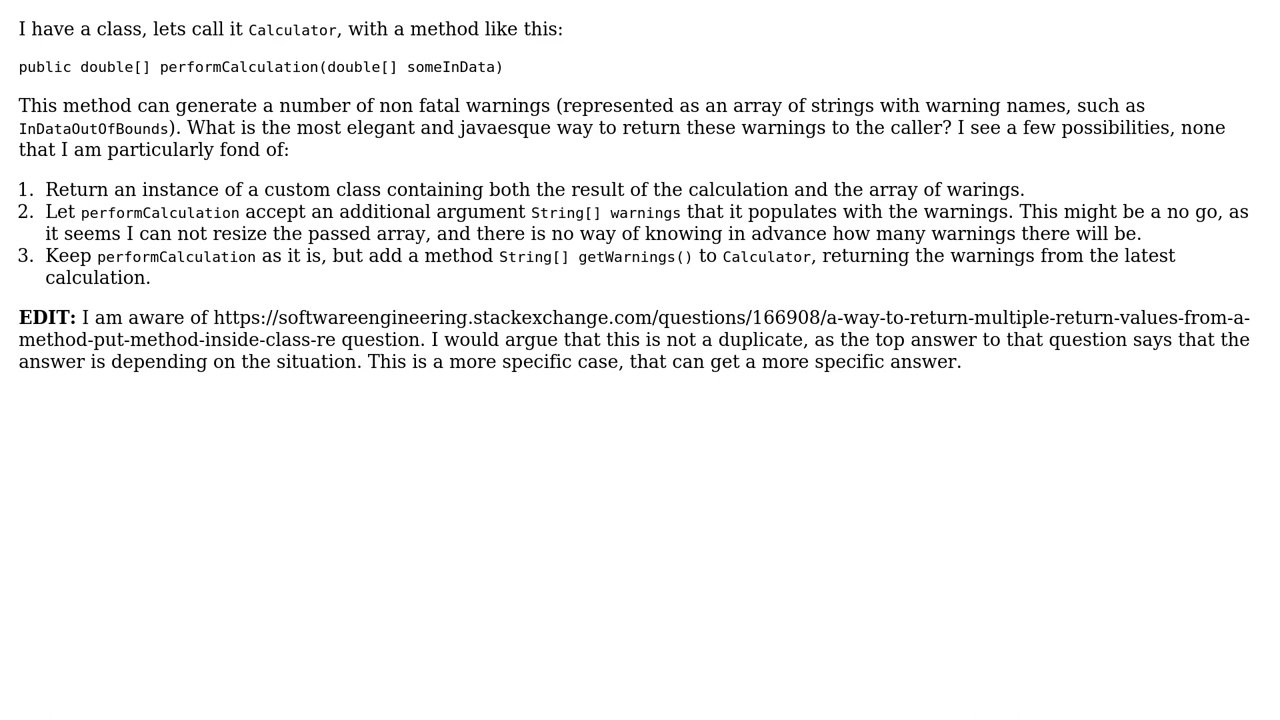 I have a class, lets call it Calculator, with a method like this:
public double[] performCalculation(double[] someInData)
This method can generate a number of non fatal warnings (represented as an array of strings with warning names, such as
InDataOutOfBounds). What is the most elegant and javaesque way to return these warnings to the caller? I see a few possibilities, none
that I am particularly fond of:
1. Return an instance of a custom class containing both the result of the calculation and the array of warings.
2. Let performCalculation accept an additional argument String[] warnings that it populates with the warnings. This might be a no go, as
it seems I can not resize the passed array, and there is no way of knowing in advance how many warnings there will be.
3. Keep performCalculation as it is, but add a method String[] getWarnings() to Calculator, returning the warnings from the latest
calculation.
EDIT: I am aware of https://softwareengineering.stackexchange.com/questions/166908/a-way-to-return-multiple-return-values-from-a-
method-put-method-inside-class-re question. I would argue that this is not a duplicate, as the top answer to that question says that the
answer is depending on the situation. This is a more specific case, that can get a more specific answer.